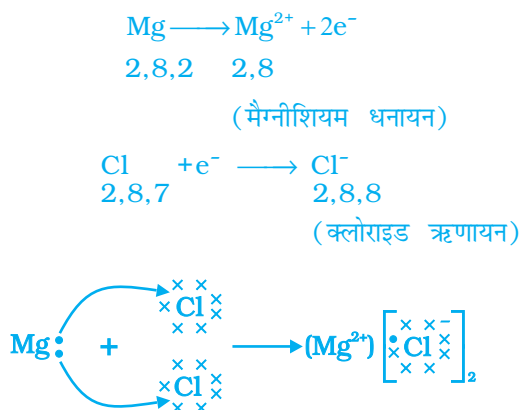 Mg ⟶ Mg²⁺ + 2e⁻
2,8,2 2,8
(मैग्नीशियम धनायन)
Cl +e⁻ ⟶ Cl⁻
2,8,7 2,8,8
(क्लोराइड ऋणायन)
Cl
Mg + ⟶ (Mg²⁺) [Cl⁻]₂
Cl